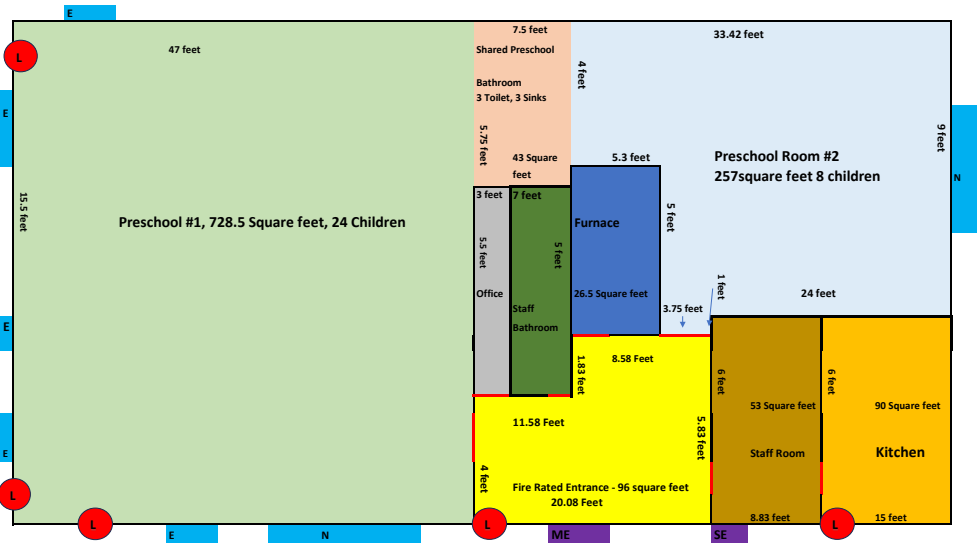 E
7.5 feet
33.42 feet
47 feet
Shared Preschool
L
4 feet
Bathroom
3 Toilet, 3 Sinks
E
9 feet
5.75 feet
43 Square
feet
5.3 feet
Preschool Room #2
257square feet 8 children
N
15.5 feet
3 feet
7 feet
Preschool #1, 728.5 Square feet, 24 Children
Furnace
5 feet
5.5 feet
5 feet
1 feet
Office
26.5 Square feet
24 feet
Staff
Bathroom
3.75 feet
E
8.58 Feet
1.83 feet
6 feet
6 feet
53 Square feet
90 Square feet
11.58 Feet
5.83 feet
E
Staff Room
Kitchen
4 feet
Fire Rated Entrance - 96 square feet
20.08 Feet
L
8.83 feet
15 feet
L
L
L
E
N
ME
SE